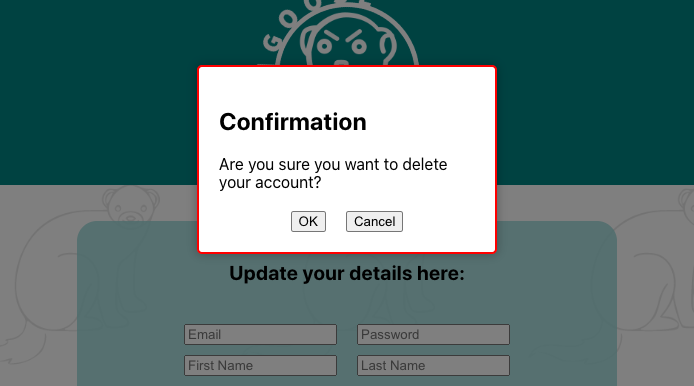 Confirmation
Are you sure you want to delete
your account?
OK Cancel
Update your details here:
Email Password
First Name Last Name